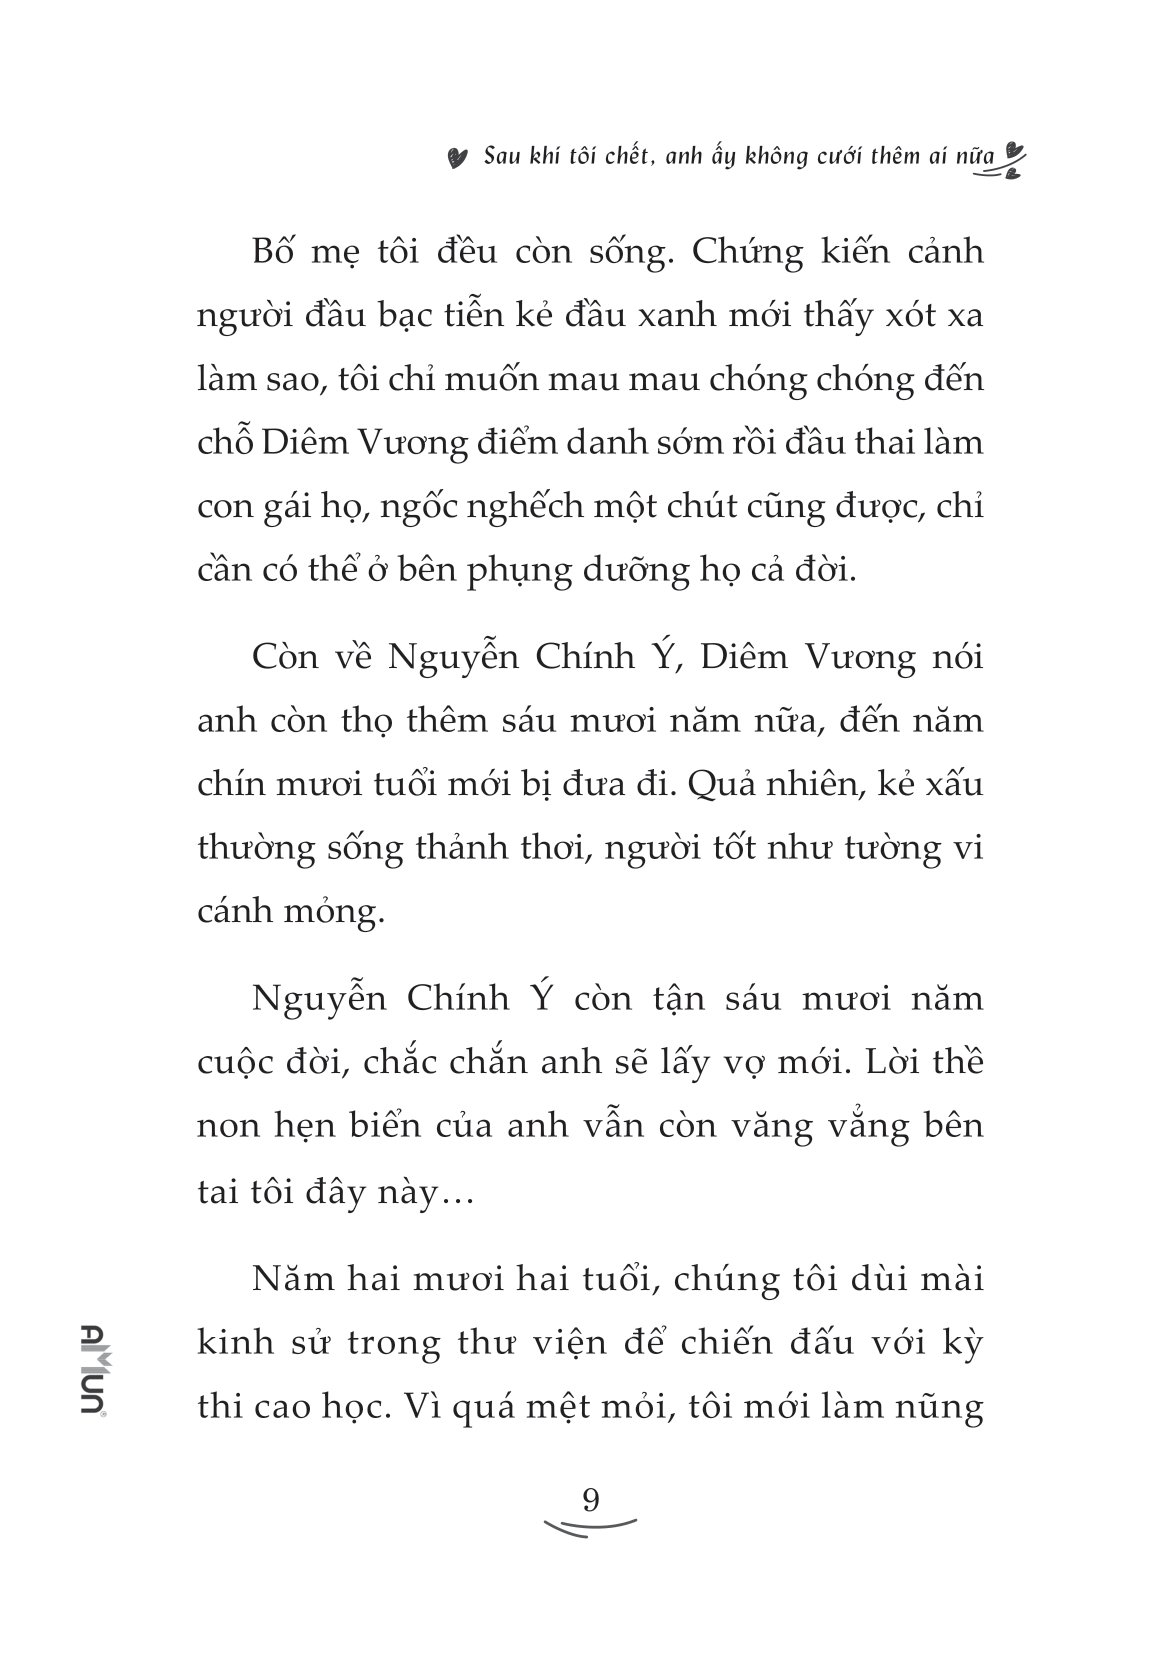 Sau khi tôi chết, anh ấy không cưới thêm ai nữa
Bố mẹ tôi đều còn sống. Chứng kiến cảnh
người đầu bạc tiễn kẻ đầu xanh mới thấy xót xa
làm sao, tôi chỉ muốn mau mau chóng chóng đến
chỗ Diêm Vương điểm danh sớm rồi đầu thai làm
con gái họ, ngốc nghếch một chút cũng được, chỉ
cần có thể ở bên phụng dưỡng họ cả đời.
Còn về Nguyễn Chính Ý, Diêm Vương nói
anh còn thọ thêm sáu mươi năm nữa, đến năm
chín mươi tuổi mới bị đưa đi. Quả nhiên, kẻ xấu
thường sống thảnh thơi, người tốt như tường vi
cánh mỏng.
Nguyễn Chính Ý còn tận sáu mươi năm
cuộc đời, chắc chắn anh sẽ lấy vợ mới. Lời thề
non hẹn biển của anh vẫn còn văng vẳng bên
tai tôi đây này…
Năm hai mươi hai tuổi, chúng tôi dùi mài
kinh sử trong thư viện để chiến đấu với kỳ
thi cao học. Vì quá mệt mỏi, tôi mới làm nũng
9